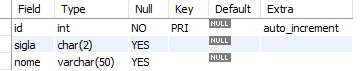 Field Type Null Key Default Extra
id int NO PRI NULL auto_increment
sigla char(2) YES NULL
nome varchar(50) YES NULL